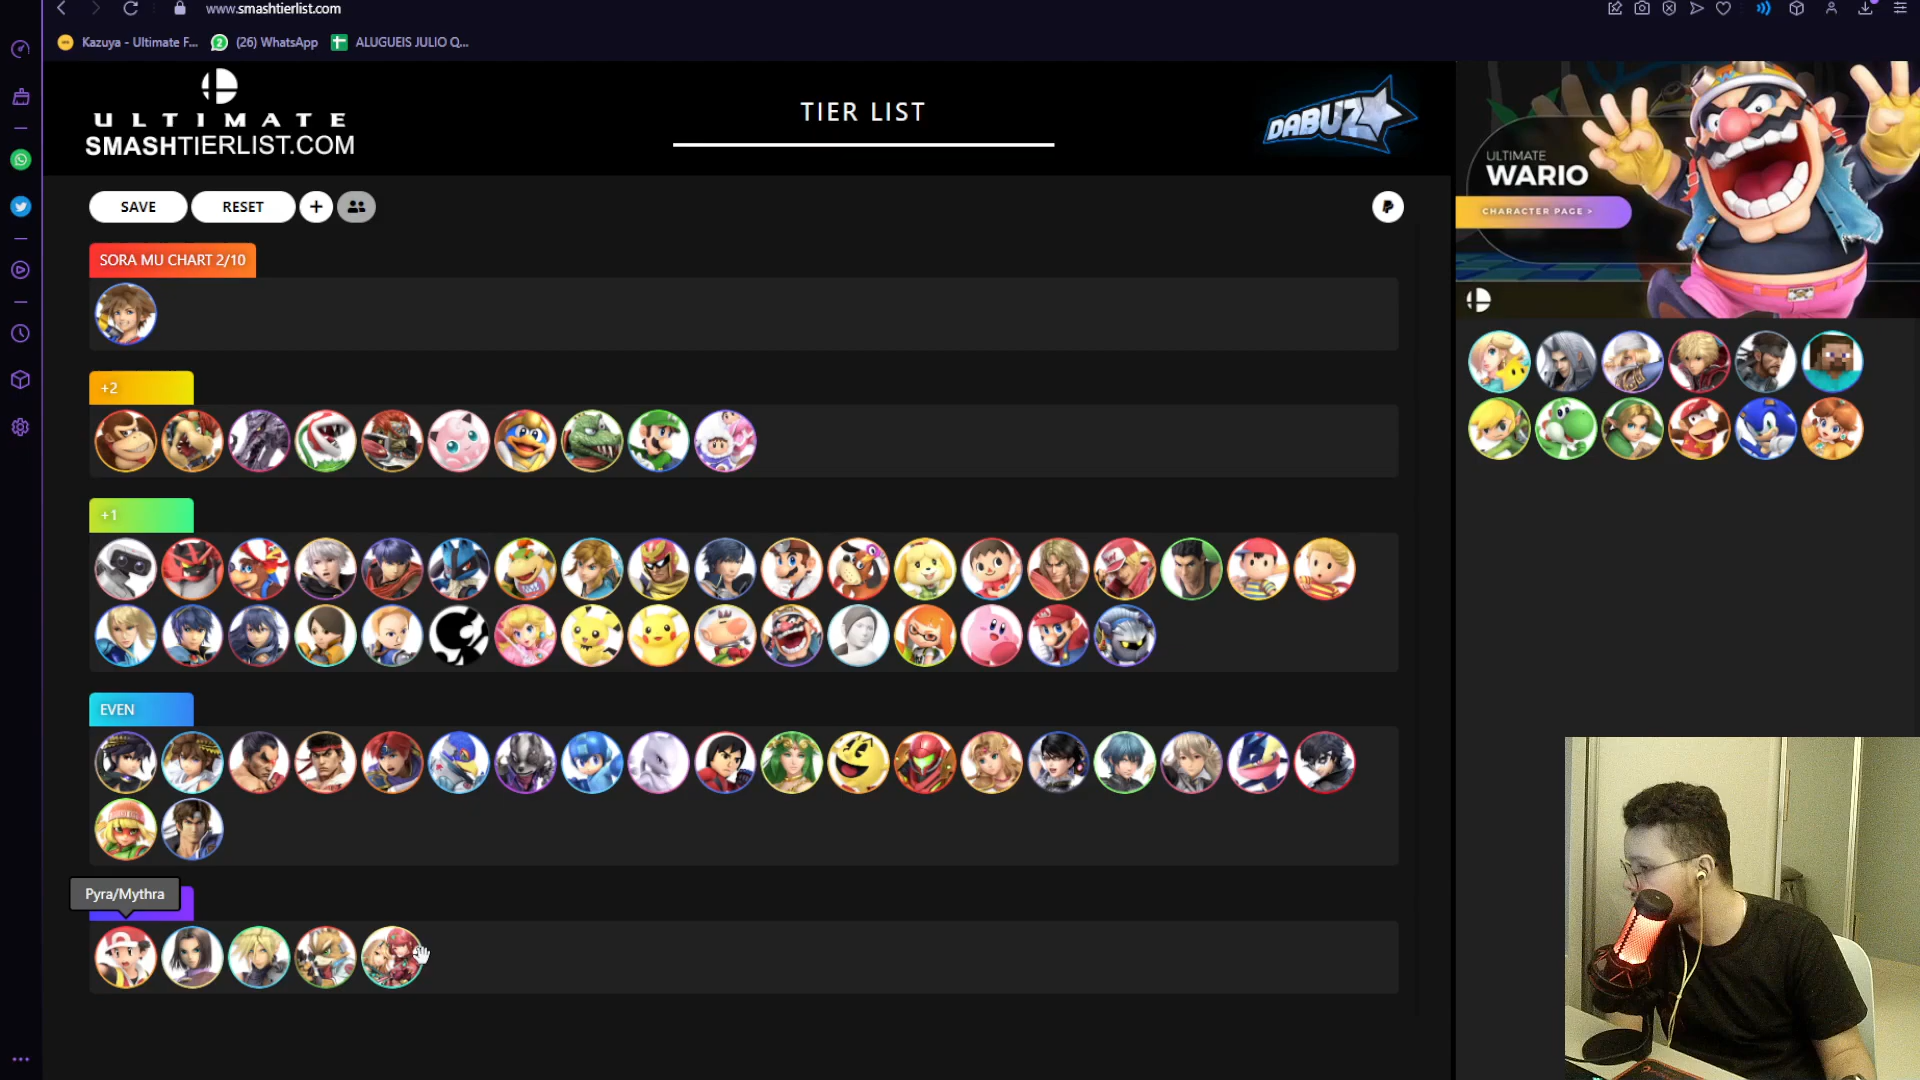 www.smashtierlist.com
Kazuya - Ultimate F...
(26) WhatsApp
ALUGUEIS JULIO Q...
ULTIMATE
SMASHTIERLIST.COM
TIER LIST
DABUZ
ULTIMATE
WARIO
CHARACTER PAGE >
SAVE
RESET
+
SORA MU CHART 2/10
+2
+1
EVEN
Pyra/Mythra